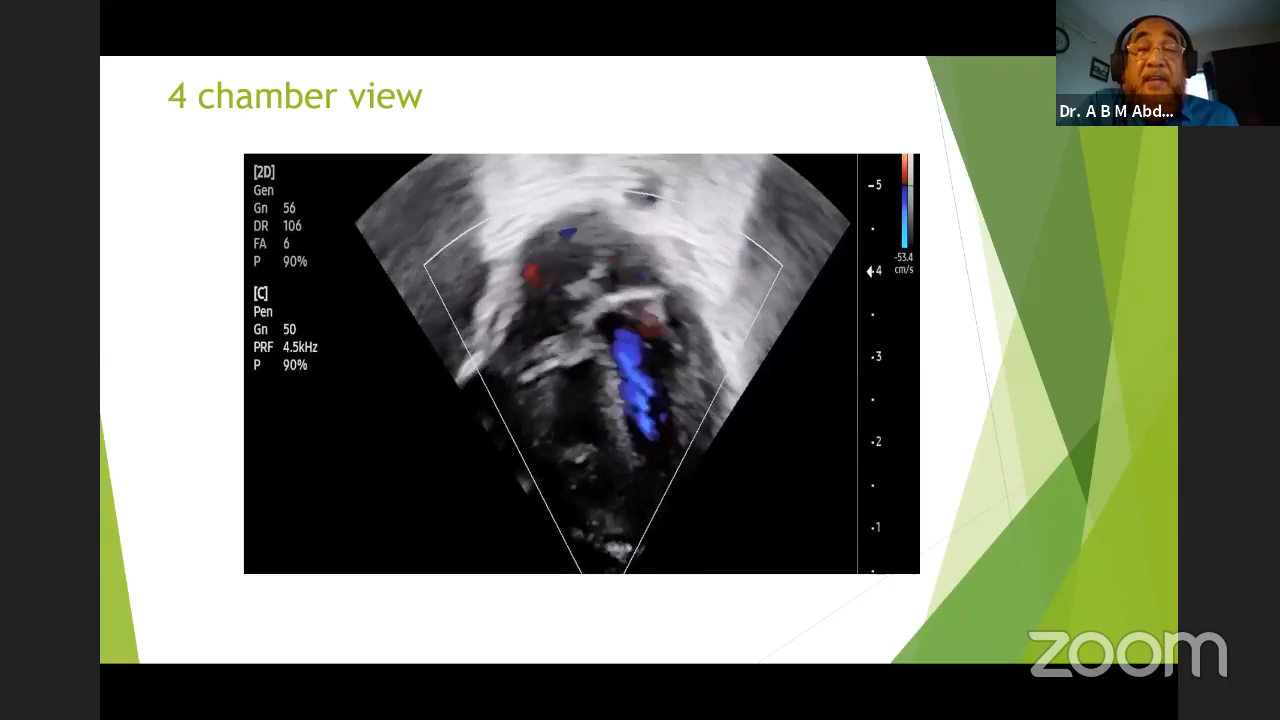 4 chamber view
Dr. A B M Abd...
[2D]
Gen
Gn 56
DR 106
FA 6
P 90%
[C]
Pen
Gn 50
PRF 4.5kHz
P 90%
5
4
3
2
1
-53.4
cm/s
zoom